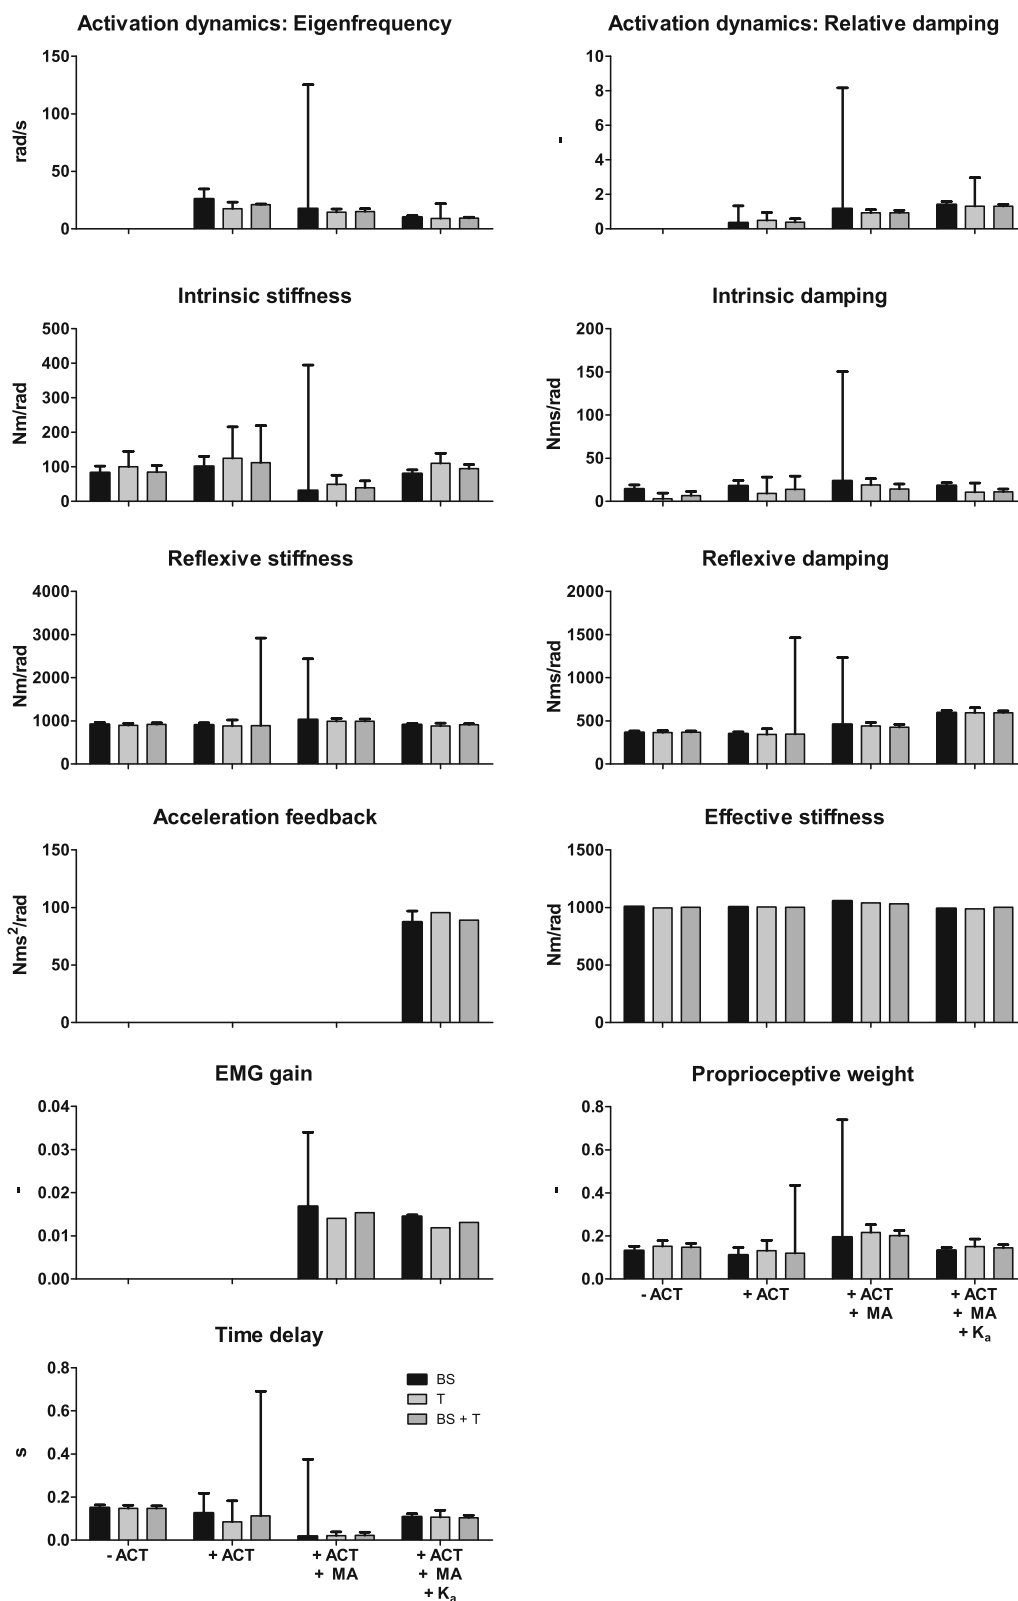 Activation dynamics: Eigenfrequency
rad/s
150
100
50
0
Activation dynamics: Relative damping
-
10
8
6
4
2
0
Intrinsic stiffness
Nm/rad
500
400
300
200
100
0
Intrinsic damping
Nms/rad
200
150
100
50
0
Reflexive stiffness
Nm/rad
4000
3000
2000
1000
0
Reflexive damping
Nms/rad
2000
1500
1000
500
0
Acceleration feedback
Nms²/rad
150
100
50
0
Effective stiffness
Nm/rad
1500
1000
500
0
EMG gain
-
0.04
0.03
0.02
0.01
0.00
Proprioceptive weight
-
0.8
0.6
0.4
0.2
0.0
- ACT + ACT + ACT + ACT
+ MA + MA
+ Kₐ
Time delay
s
0.8
0.6
0.4
0.2
0.0
BS
T
BS + T
- ACT + ACT + ACT + ACT
+ MA + MA
+ Kₐ